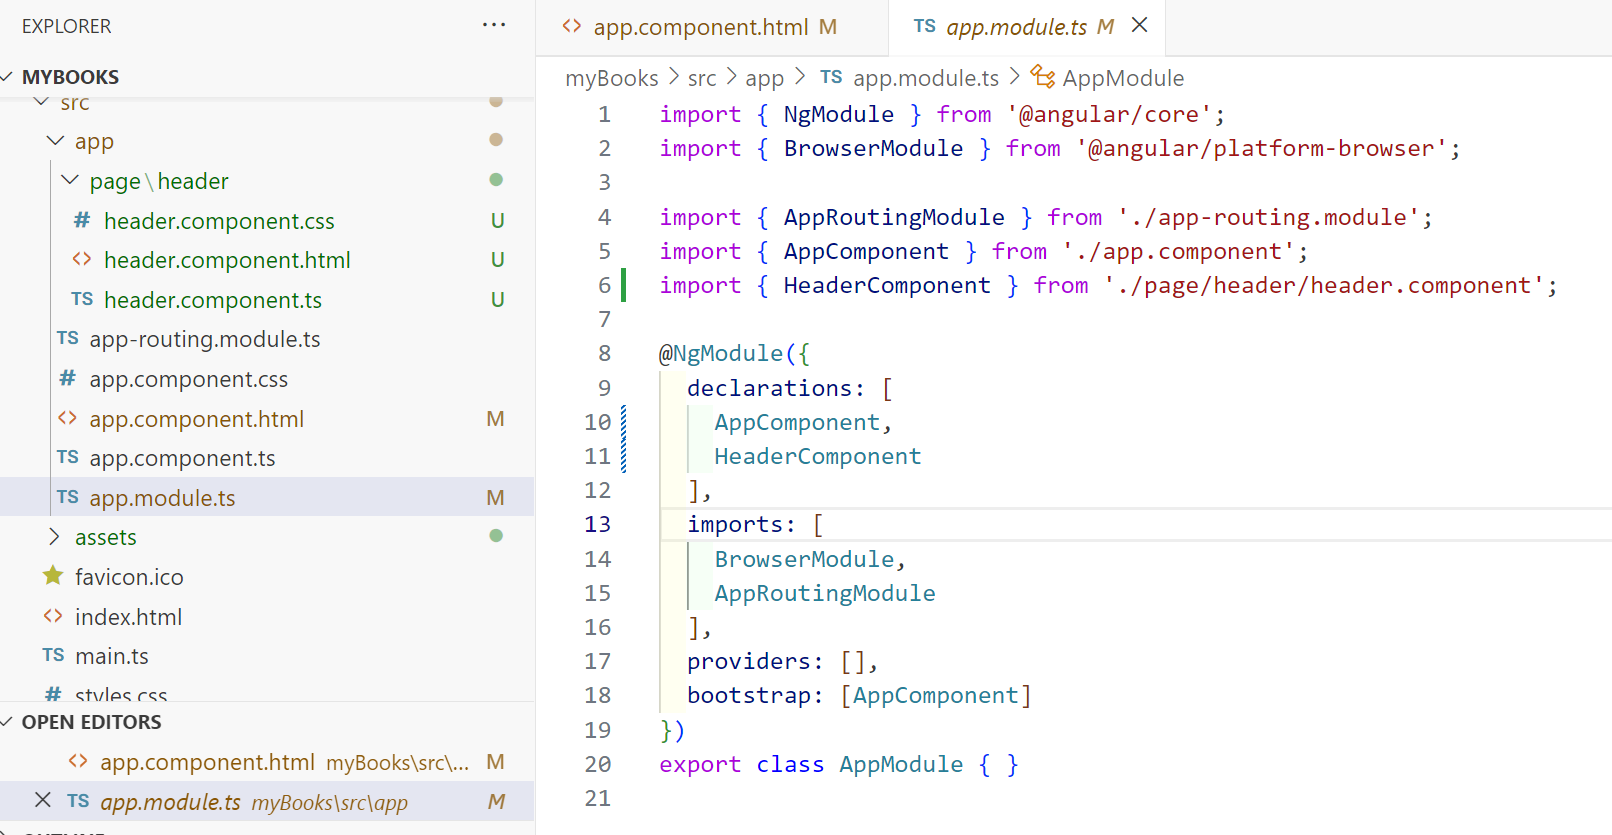 EXPLORER ...
MYBOOKS
src
app
page\header
# header.component.css U
<> header.component.html U
TS header.component.ts U
TS app-routing.module.ts
# app.component.css
<> app.component.html M
TS app.component.ts
TS app.module.ts M
assets
favicon.ico
<> index.html
TS main.ts
# styles.css
OPEN EDITORS
<> app.component.html myBooks\src\... M
TS app.module.ts myBooks\src\app M
OUTLINE
<> app.component.html M TS app.module.ts M
myBooks > src > app > TS app.module.ts > AppModule
1 import { NgModule } from '@angular/core';
2 import { BrowserModule } from '@angular/platform-browser';
3
4 import { AppRoutingModule } from './app-routing.module';
5 import { AppComponent } from './app.component';
6 import { HeaderComponent } from './page/header/header.component';
7
8 @NgModule({
9 declarations: [
10 AppComponent,
11 HeaderComponent
12 ],
13 imports: [
14 BrowserModule,
15 AppRoutingModule
16 ],
17 providers: [],
18 bootstrap: [AppComponent]
19 })
20 export class AppModule { }
21